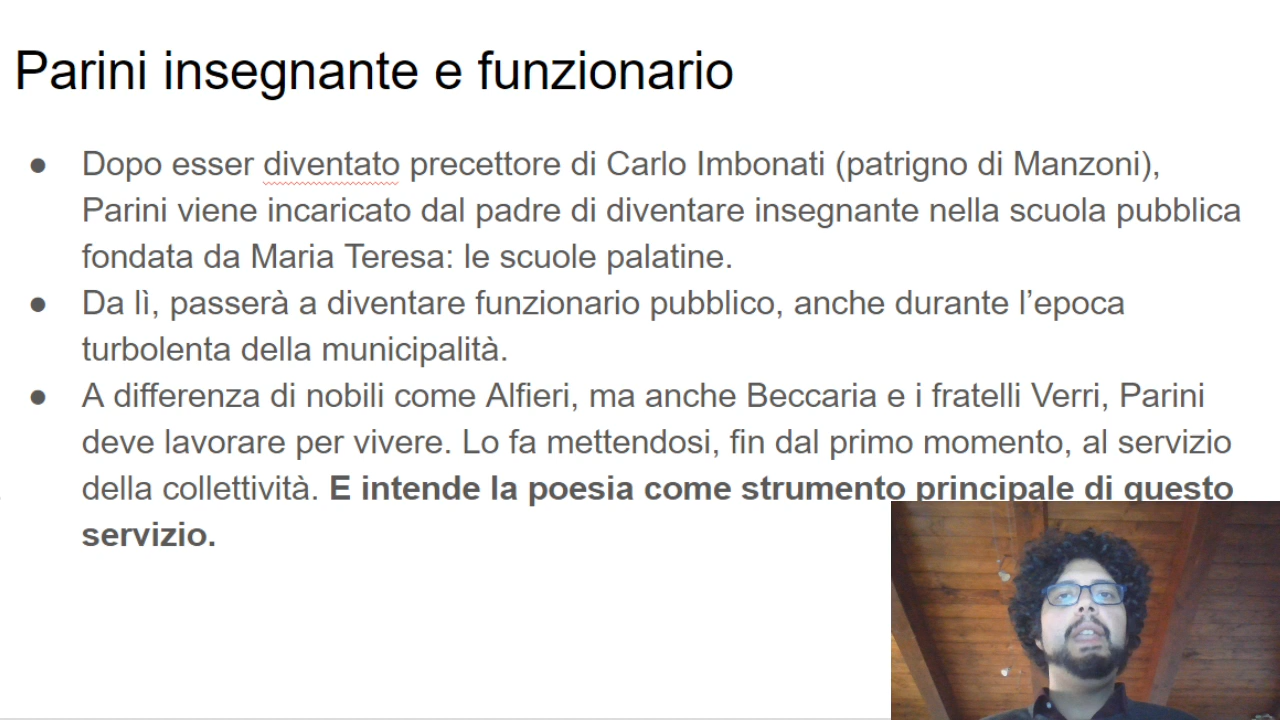 Parini insegnante e funzionario
● Dopo esser diventato precettore di Carlo Imbonati (patrigno di Manzoni),
Parini viene incaricato dal padre di diventare insegnante nella scuola pubblica
fondata da Maria Teresa: le scuole palatine.
● Da lì, passerà a diventare funzionario pubblico, anche durante l’epoca
turbolenta della municipalità.
● A differenza di nobili come Alfieri, ma anche Beccaria e i fratelli Verri, Parini
deve lavorare per vivere. Lo fa mettendosi, fin dal primo momento, al servizio
della collettività. E intende la poesia come strumento principale di questo
servizio.